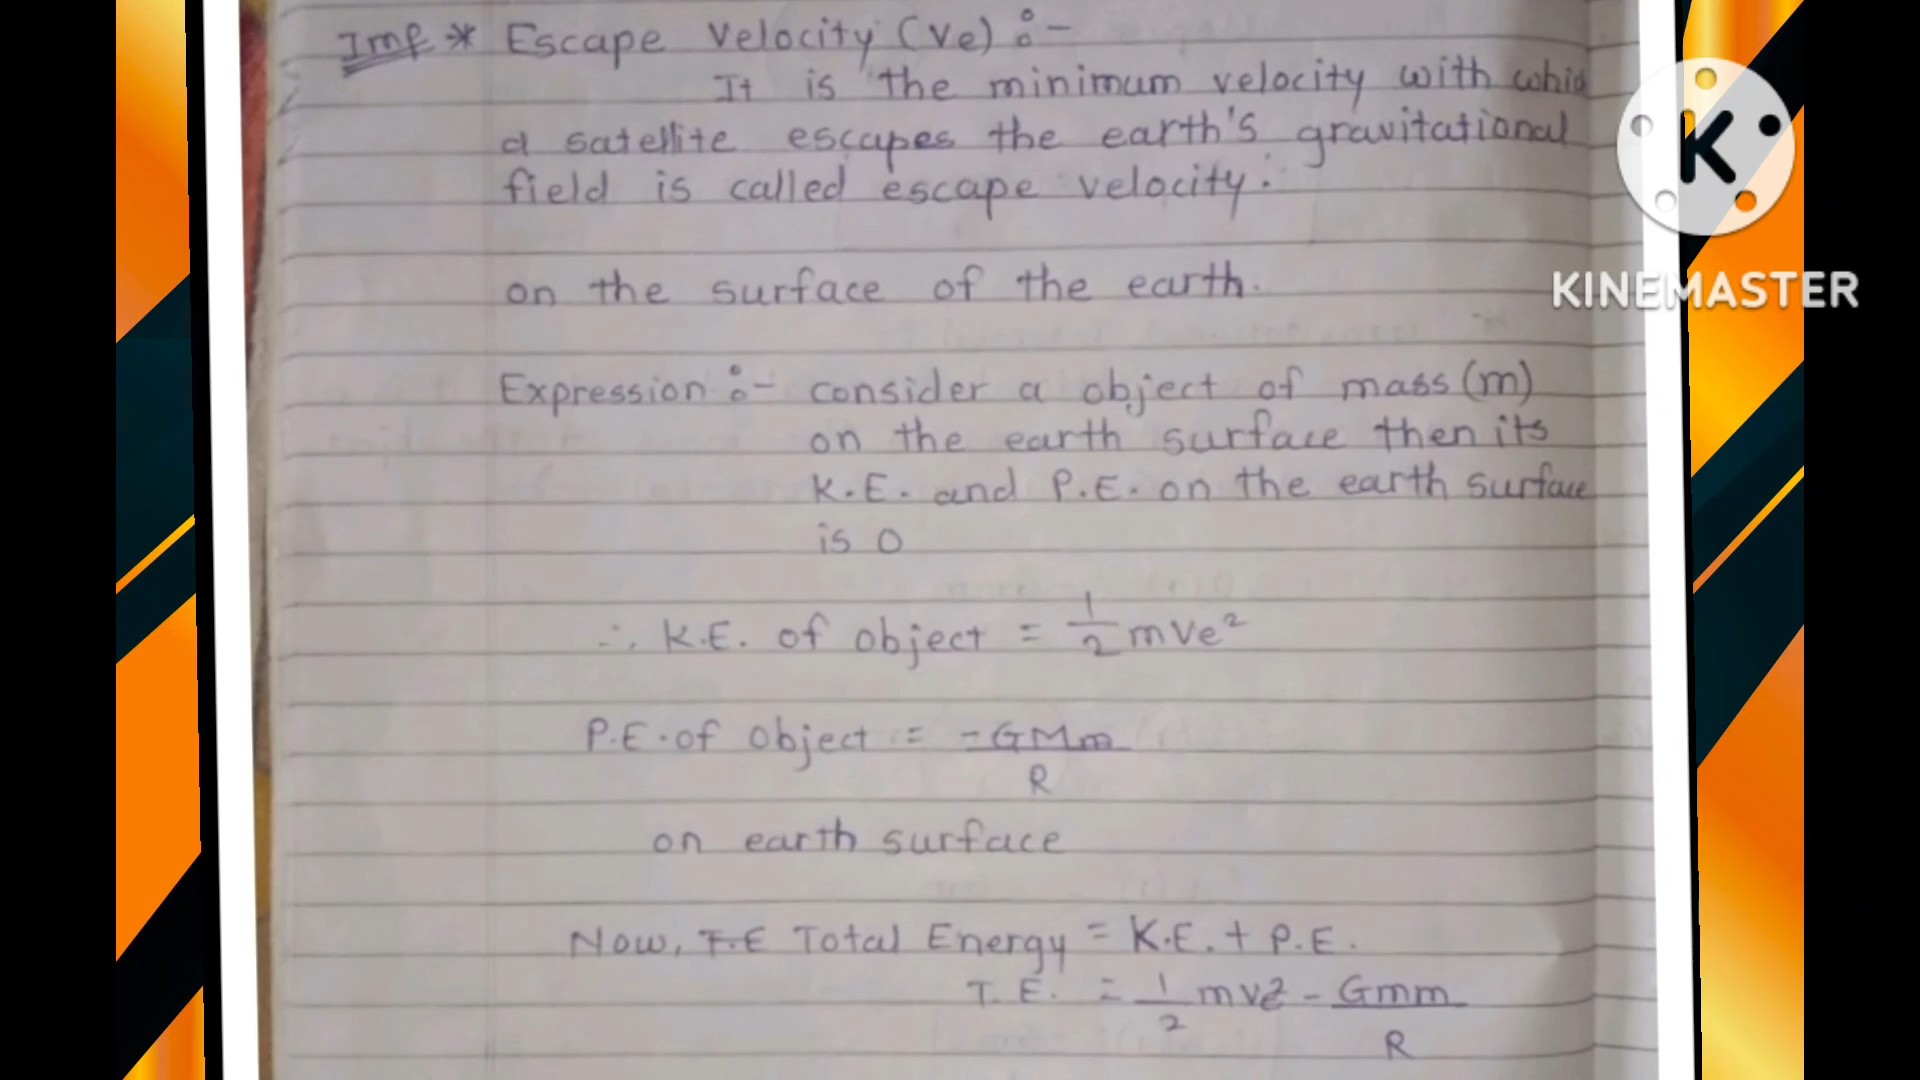 Imp * Escape Velocity (Ve) :-
It is the minimum velocity with whic
a satellite escapes the earth's gravitational
field is called escape velocity.
on the surface of the earth.
Expression :- consider a object of mass (m)
on the earth surface then its
K.E. and P.E. on the earth surface
is 0
∴ K.E. of object = 1/2 mVe²
P.E. of object = -GMm/R
on earth surface
Now, T.E Total Energy = K.E. + P.E.
T.E. = 1/2 mve² - Gmm/R
K
KINEMASTER